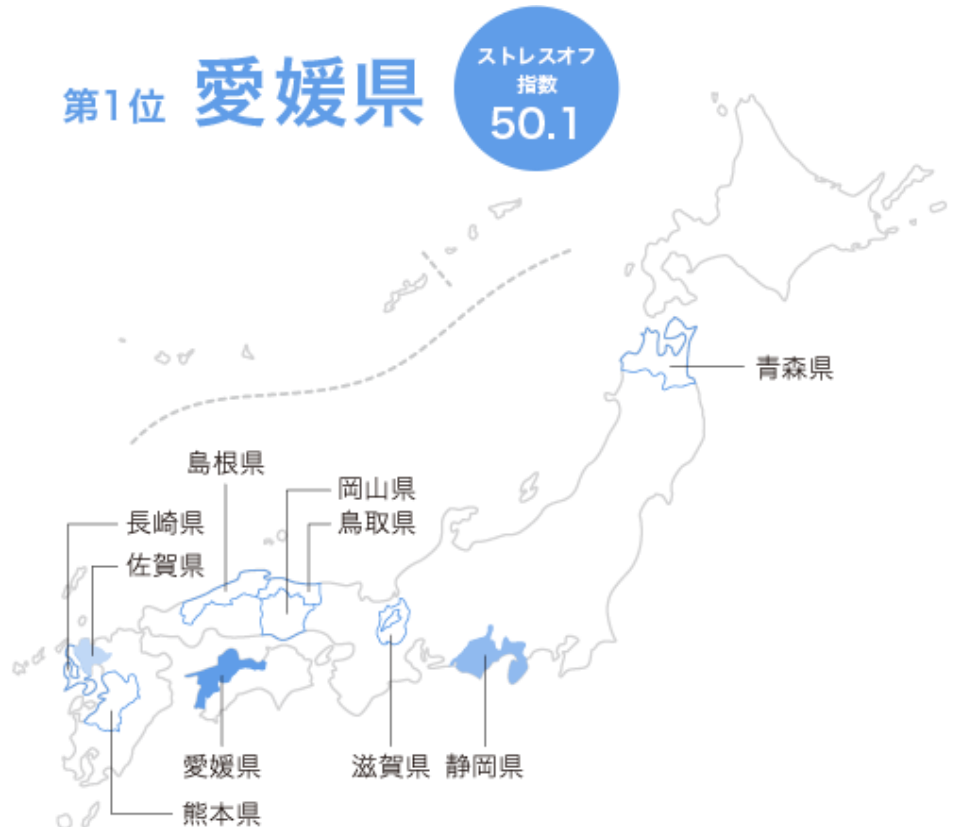 第1位 愛媛県
ストレスオフ
指数
50.1
青森県
島根県
岡山県
長崎県
鳥取県
佐賀県
愛媛県
滋賀県
静岡県
熊本県